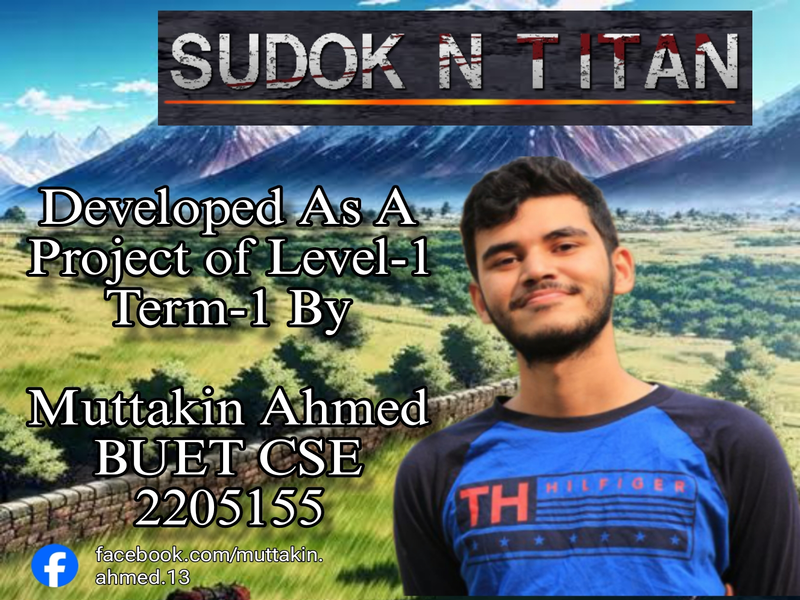 SUDOK N TITAN
Developed As A
Project of Level-1
Term-1 By
Muttakin Ahmed
BUET CSE
2205155
facebook.com/muttakin.
ahmed.13
TH HILFIGER